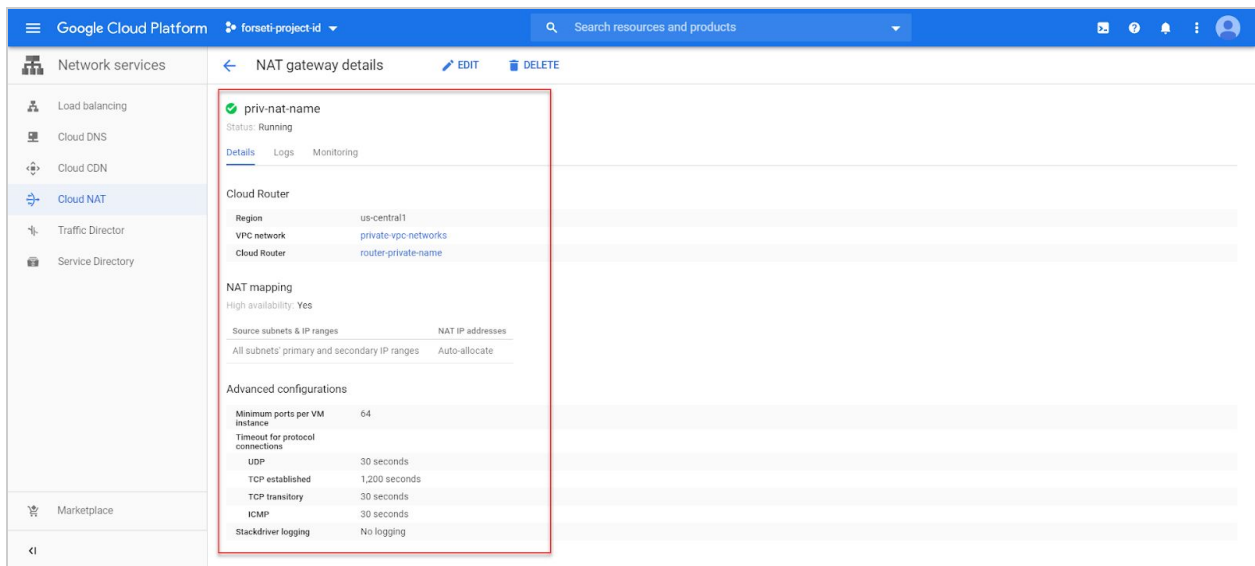 Google Cloud Platform forseti-project-id Search resources and products
Network services NAT gateway details EDIT DELETE
Load balancing
Cloud DNS
Cloud CDN
Cloud NAT
Traffic Director
Service Directory
Marketplace
priv-nat-name
Status: Running
Details Logs Monitoring
Cloud Router
Region us-central1
VPC network private-vpc-networks
Cloud Router router-private-name
NAT mapping
High availability: Yes
Source subnets & IP ranges NAT IP addresses
All subnets' primary and secondary IP ranges Auto-allocate
Advanced configurations
Minimum ports per VM 64
instance
Timeout for protocol
connections
UDP 30 seconds
TCP established 1,200 seconds
TCP transitory 30 seconds
ICMP 30 seconds
Stackdriver logging No logging